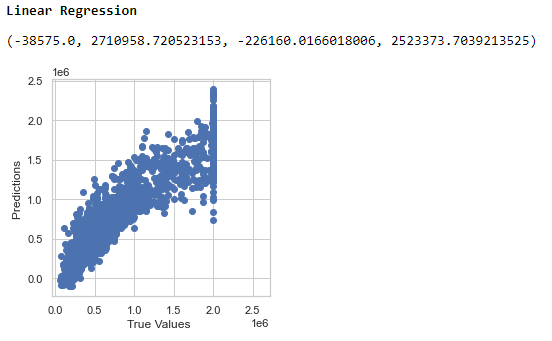 Linear Regression
(-38575.0, 2710958.720523153, -226160.0166018006, 2523373.7039213525)
1e6
2.5
2.0
1.5
1.0
0.5
0.0
Predictions
0.0 0.5 1.0 1.5 2.0 2.5
True Values
1e6